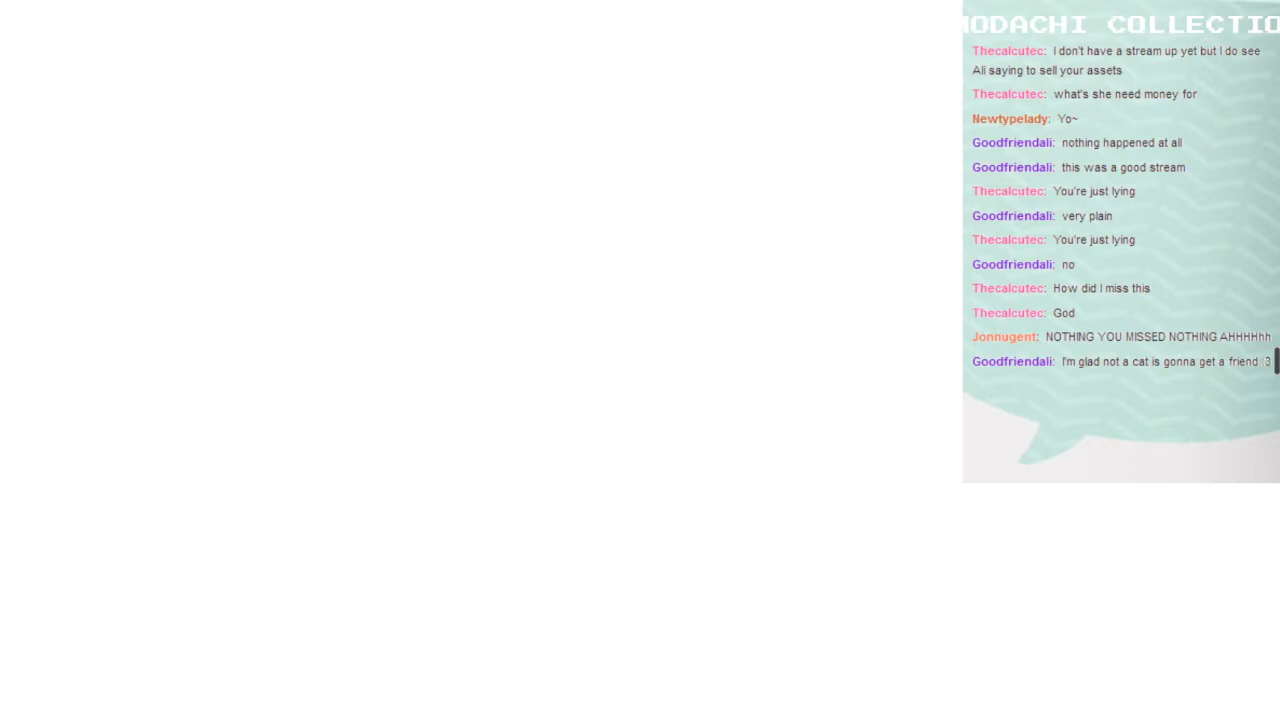 MODACHI COLLECTIO
Thecalcutec: I don't have a stream up yet but I do see
Ali saying to sell your assets
Thecalcutec: what's she need money for
Newtypelady: Yo~
Goodfriendali: nothing happened at all
Goodfriendali: this was a good stream
Thecalcutec: You're just lying
Goodfriendali: very plain
Thecalcutec: You're just lying
Goodfriendali: no
Thecalcutec: How did I miss this
Thecalcutec: God
Jonnugent: NOTHING YOU MISSED NOTHING AHHHHhh
Goodfriendali: I'm glad not a cat is gonna get a friend :3